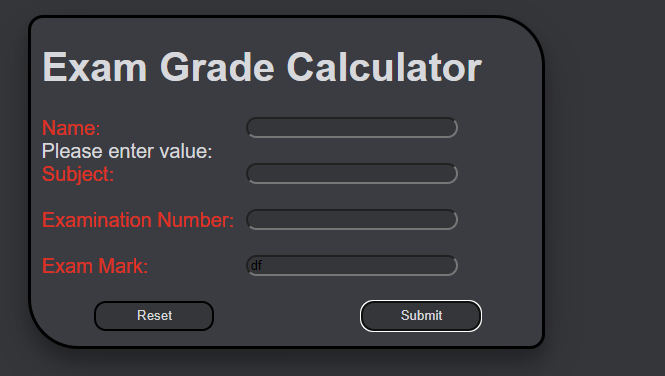 Exam Grade Calculator
Name:
Please enter value:
Subject:
Examination Number:
Exam Mark: df
Reset Submit